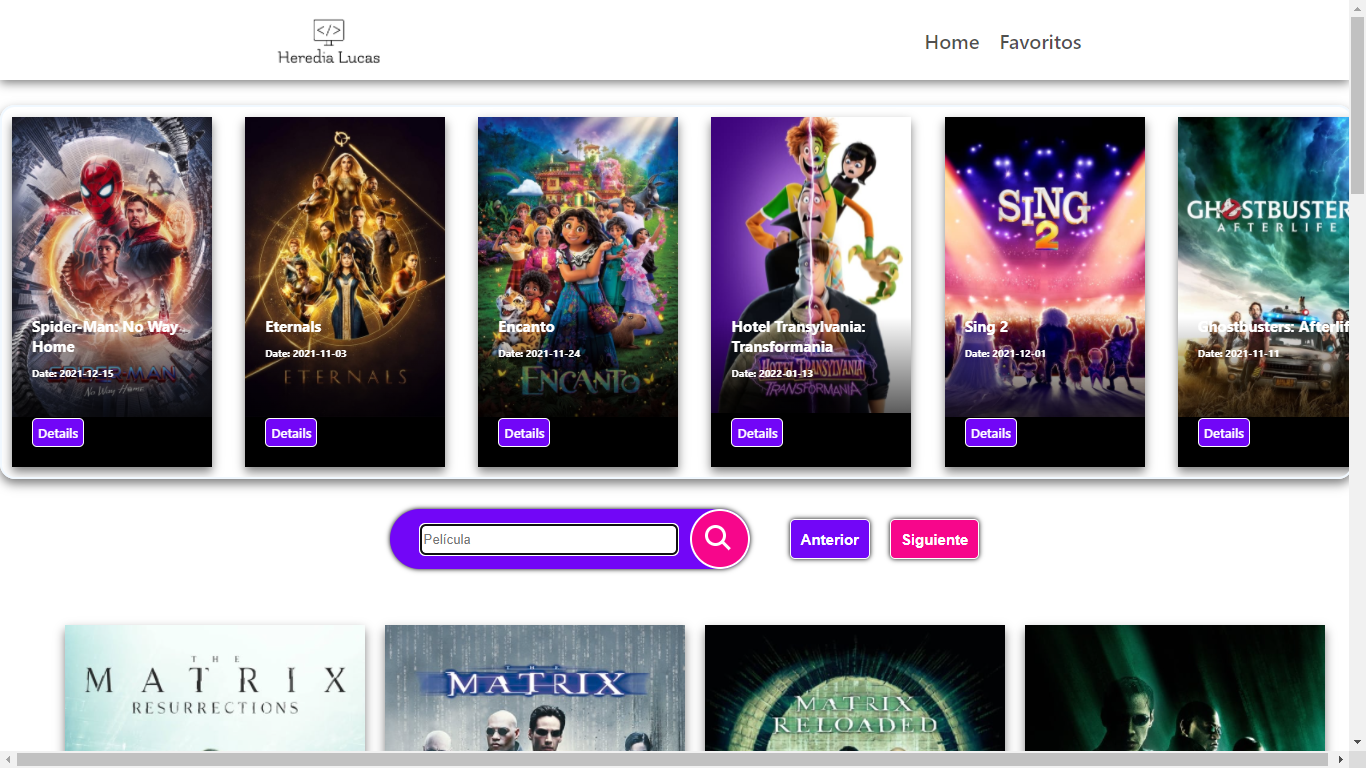 </>
Heredia Lucas
Home
Favoritos
Spider-Man: No Way
Home
Date: 2021-12-15
SPIDER-MAN
No Way Home
Details
Eternals
Date: 2021-11-03
ETERNALS
Details
Encanto
Date: 2021-11-24
ENCANTO
Details
Hotel Transylvania:
Transformania
Date: 2022-01-13
HOTEL TRANSYLVANIA
TRANSFORMANIA
Details
SING
2
Sing 2
Date: 2021-12-01
Details
GHOSTBUSTER
AFTERLIFE
Ghostbusters: Afterlif
Date: 2021-11-11
Details
Película
Anterior
Siguiente
THE
MATRIX
RESURRECTIONS
THE
MATRIX
THE
MATRIX
RELOADED